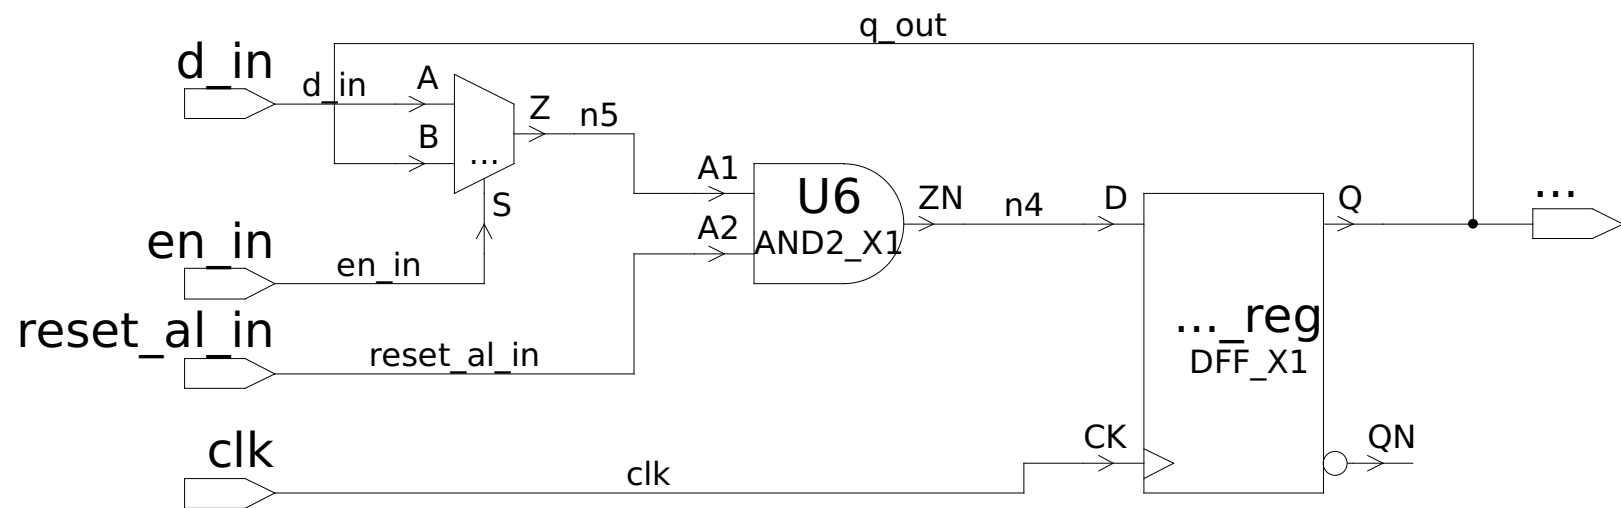 q_out
d_in
d_in
A
B
...
Z
n5
S
en_in
en_in
reset_al_in
reset_al_in
A1
A2
U6
AND2_X1
ZN
n4
D
Q
...
..._reg
DFF_X1
CK
QN
clk
clk